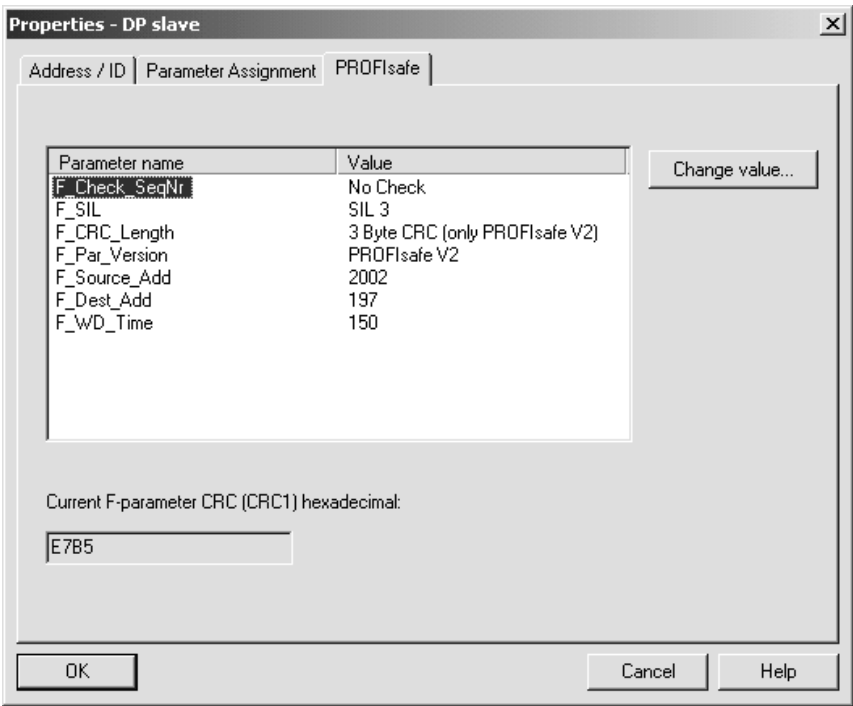 Properties - DP slave
Address / ID Parameter Assignment PROFIsafe
Parameter name Value
F_Check_SeqNr No Check
F_SIL SIL 3
F_CRC_Length 3 Byte CRC (only PROFIsafe V2)
F_Par_Version PROFIsafe V2
F_Source_Add 2002
F_Dest_Add 197
F_WD_Time 150
Change value...
Current F-parameter CRC (CRC1) hexadecimal:
E7B5
OK Cancel Help